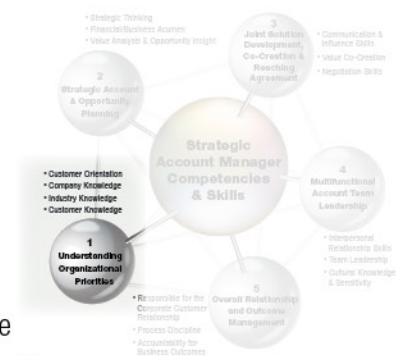 • Strategic Thinking
• Financial/Business Acumen
• Value Analysis & Opportunity Insight
2
Strategic Account
& Opportunity
Planning
3
Joint Solution
Development,
Co-Creation &
Reaching
Agreement
• Communication &
Influence Skills
• Value Co-Creation
• Negotiation Skills
Strategic
Account Manager
Competencies
& Skills
• Customer Orientation
• Company Knowledge
• Industry Knowledge
• Customer Knowledge
1
Understanding
Organizational
Priorities
4
Multifunctional
Account Team
Leadership
• Interpersonal
Relationship Skills
• Team Leadership
• Cultural Knowledge
& Sensitivity
5
Overall Relationship
and Outcome
Management
• Responsible for the
Corporate Customer
Relationship
• Process Discipline
• Accountability for
Business Outcomes